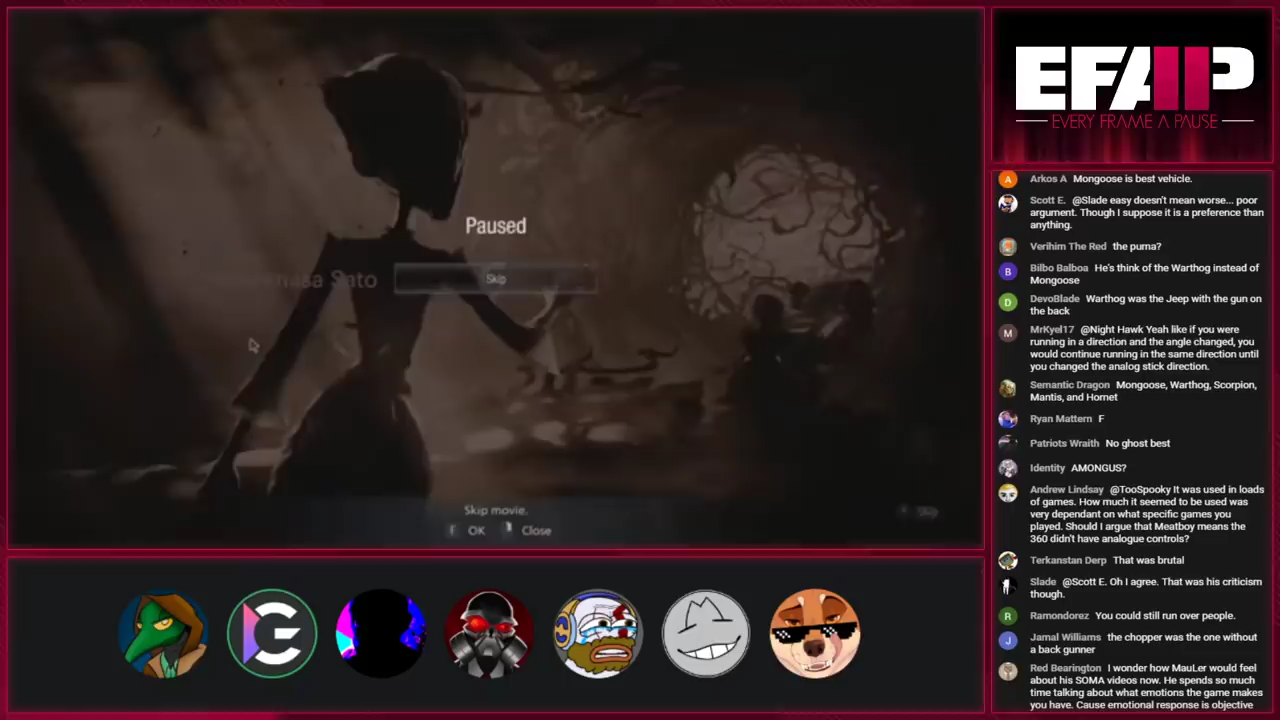 Paused
Sato
Skip
Skip movie.
F OK Close
Skip
EFAP
EVERY FRAME A PAUSE
A Arkos A Mongoose is best vehicle.
Scott E. @Slade easy doesn't mean worse... poor
argument. Though I suppose it is a preference than
anything.
Verihim The Red the puma?
B Bilbo Balboa He's think of the Warthog instead of
Mongoose
D DevoBlade Warthog was the Jeep with the gun on
the back
M MrKyel17 @Night Hawk Yeah like if you were
running in a direction and the angle changed, you
would continue running in the same direction until
you changed the analog stick direction.
Semantic Dragon Mongoose, Warthog, Scorpion,
Mantis, and Hornet
Ryan Mattern F
Patriots Wraith No ghost best
Identity AMONGUS?
Andrew Lindsay @TooSpooky It was used in loads
of games. How much it seemed to be used was
very dependant on what specific games you
played. Should I argue that Meatboy means the
360 didn't have analogue controls?
Terkanstan Derp That was brutal
Slade @Scott E. Oh I agree. That was his criticism
though.
R Ramondorez You could still run over people.
J Jamal Williams the chopper was the one without
a back gunner
Red Bearington I wonder how MauLer would feel
about his SOMA videos now. He spends so much
time talking about what emotions the game makes
you have. Cause emotional response is objective